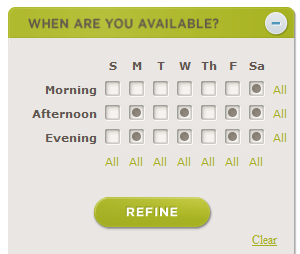 WHEN ARE YOU AVAILABLE?
S M T W Th F Sa
Morning All
Afternoon All
Evening All
All All All All All All All
REFINE
Clear